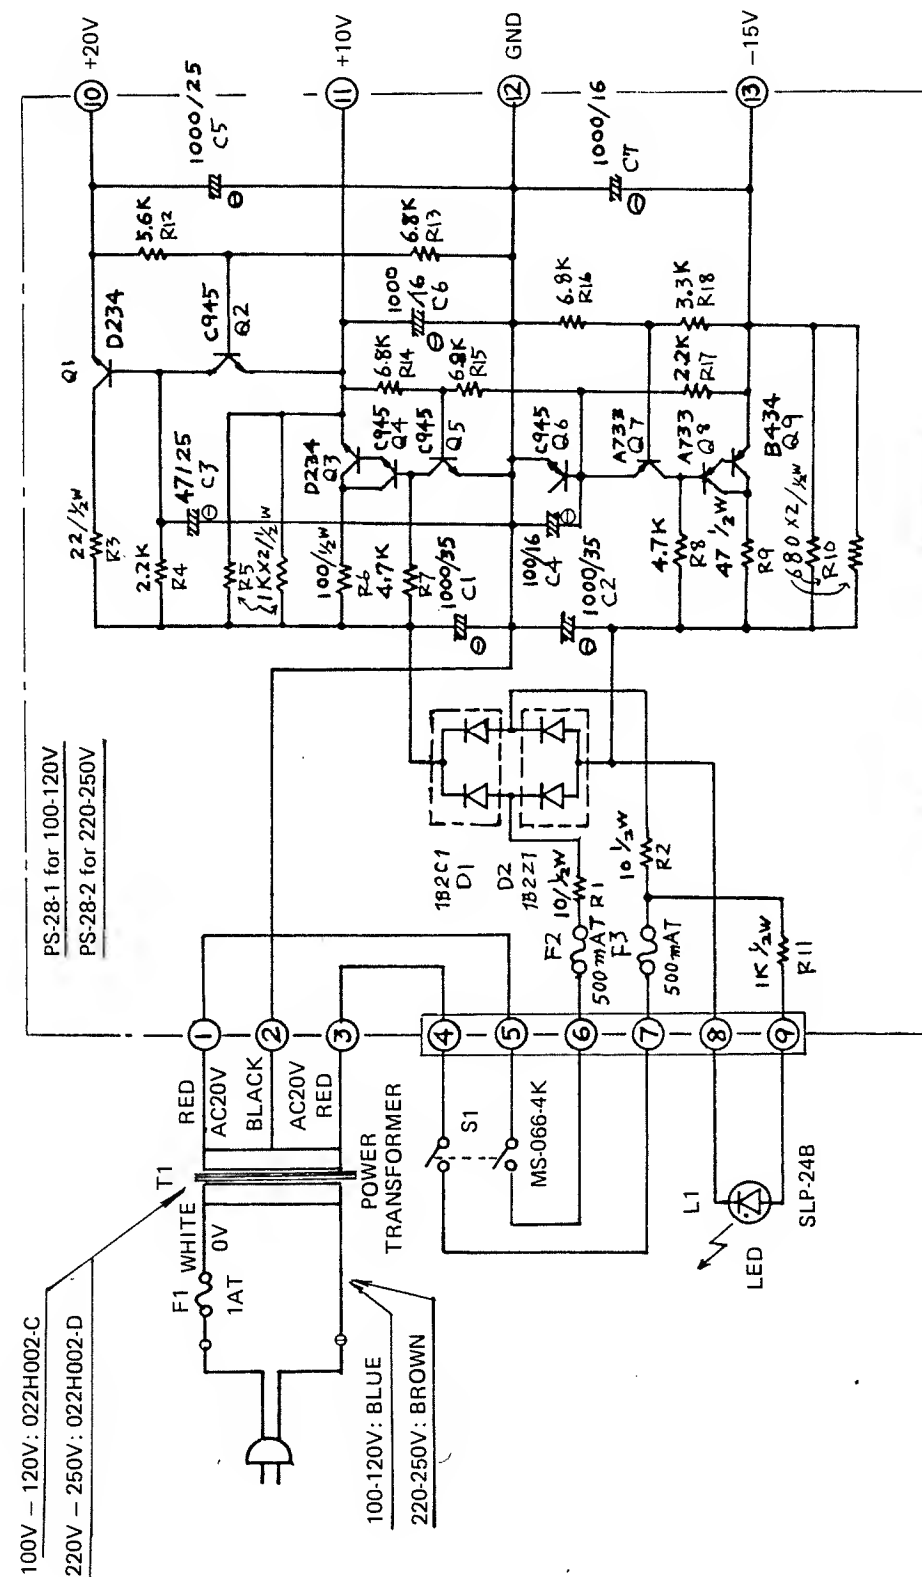 100V – 120V: 022H002-C
220V – 250V: 022H002-D
PS-28-1 for 100-120V
PS-28-2 for 220-250V
100-120V: BLUE
220-250V: BROWN
F1
1AT
WHITE
0V
T1
POWER
TRANSFORMER
RED
AC20V
BLACK
AC20V
RED
1
2
3
4
5
6
7
8
9
S1
MS-066-4K
L1
LED
SLP-24B
F2
500mAT
F3
500mAT
10/½W
R1
10 ½W
R2
1K ½W
R11
1B2C1
D1
D2
1B2Z1
22/½W
R3
2.2K
R4
47/25
C3
R5
1K×2/½W
100/½W
R6
4.7K
R7
1000/35
C1
100/16
C4
1000/35
C2
4.7K
R8
47 ½W
R9
680×2/½W
R10
Q1
D234
C945
Q2
D234
Q3
C945
Q4
C945
Q5
C945
Q6
A733
Q7
A733
Q8
B434
Q9
5.6K
R12
6.8K
R13
6.8K
R14
6.8K
R15
6.8K
R16
2.2K
R17
3.3K
R18
1000/25
C5
1000
/16
C6
1000/16
C7
10
+20V
11
+10V
12
GND
13
−15V